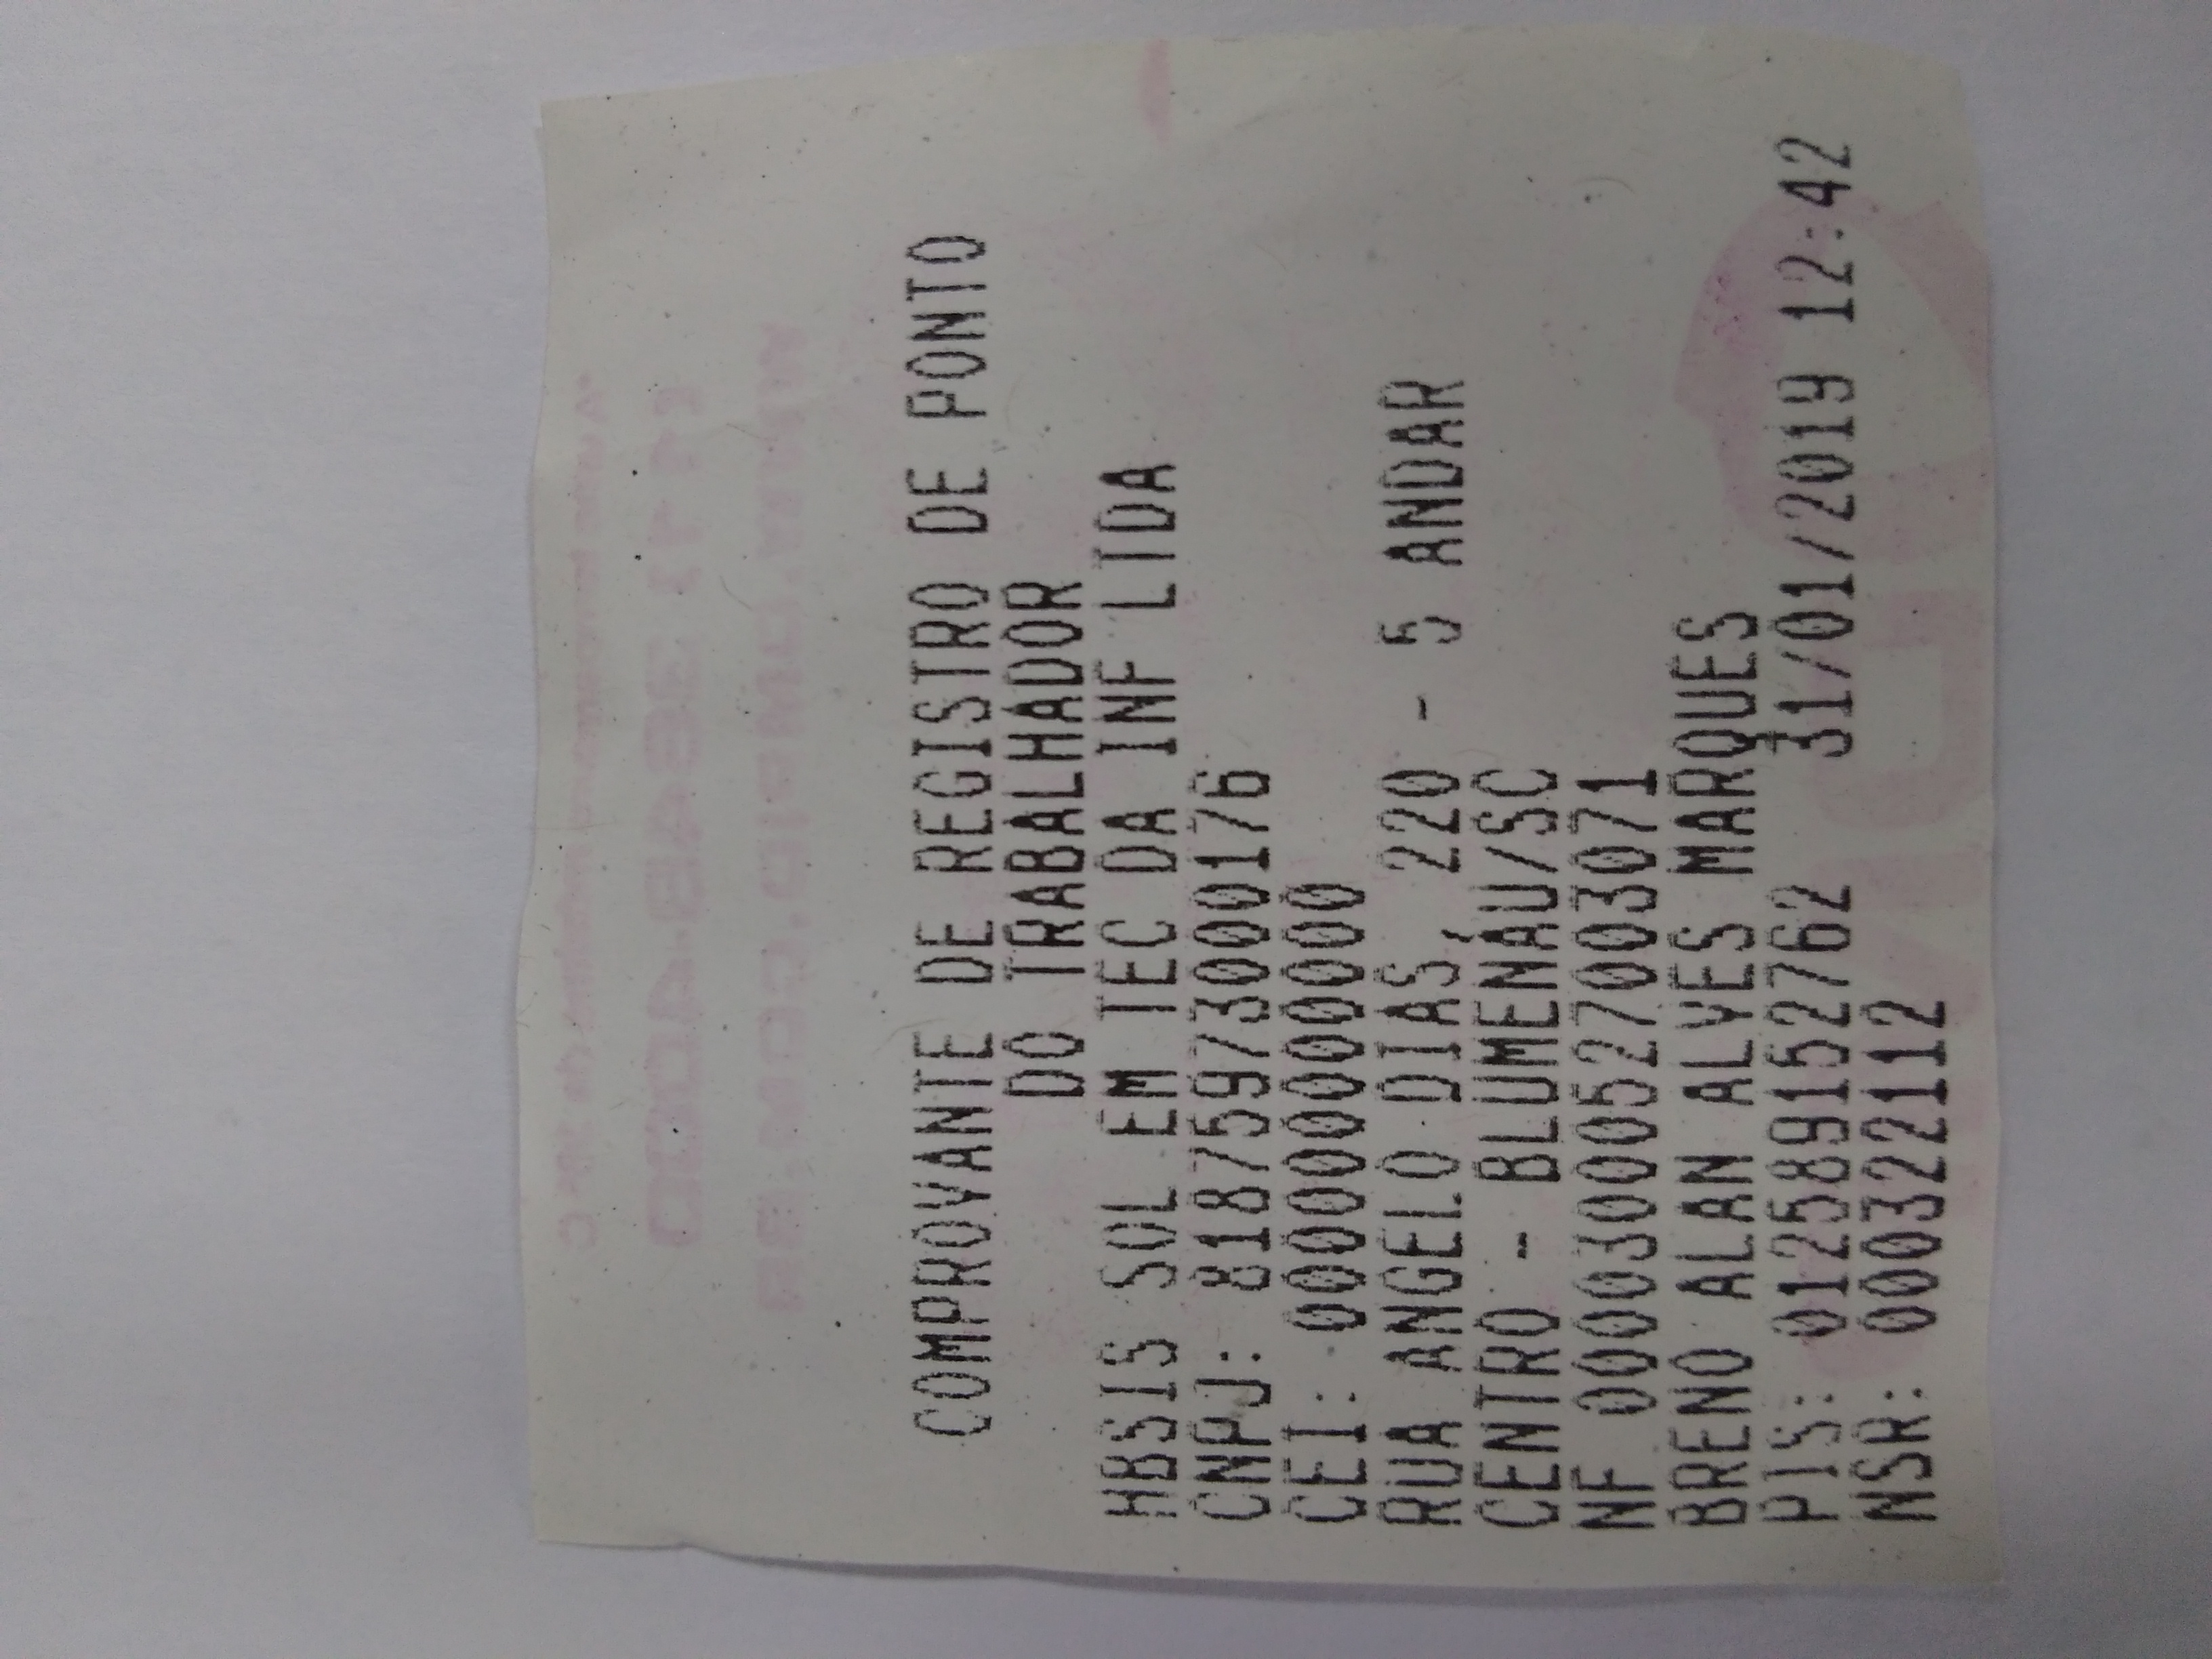 COMPROVANTE DE REGISTRO DE PONTO
DO TRABALHADOR
HBSIS SOL EM TEC DA INF LTDA
CNPJ: 81875973000176
CEI: 000000000000
RUA ANGELO DIAS, 220 - 5 ANDAR
CENTRO - BLUMENAU/SC
NF 00003000527003071
BRENO ALAN ALVES MARQUES
PIS: 012589152762 31/01/2019 12:42
NSR: 000322112